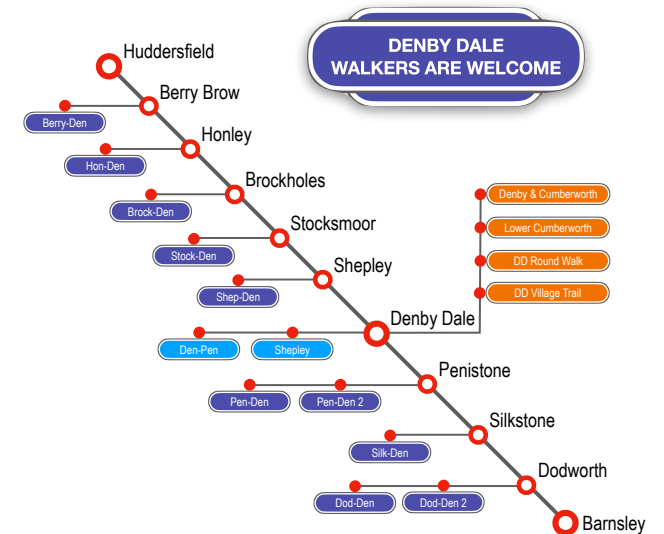 DENBY DALE
WALKERS ARE WELCOME
Huddersfield
Berry Brow
Berry-Den
Honley
Hon-Den
Brockholes
Brock-Den
Denby & Cumberworth
Stocksmoor
Lower Cumberworth
Stock-Den
DD Round Walk
Shepley
Shep-Den
DD Village Trail
Denby Dale
Den-Pen
Shepley
Penistone
Pen-Den
Pen-Den 2
Silkstone
Silk-Den
Dodworth
Dod-Den
Dod-Den 2
Barnsley